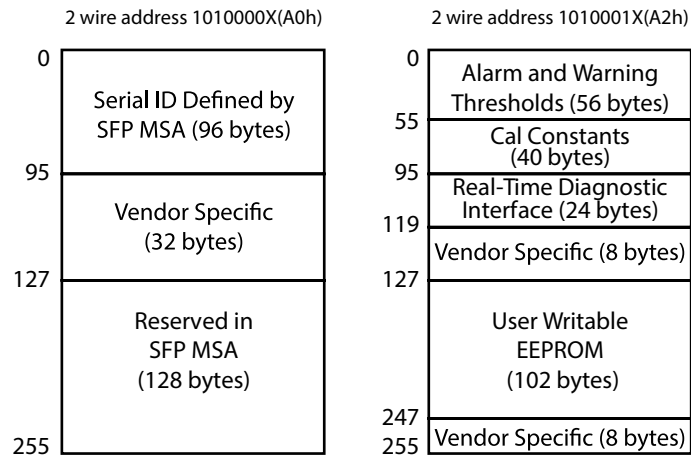 2 wire address 1010000X(A0h)
0
Serial ID Defined by
SFP MSA (96 bytes)
95
Vendor Specific
(32 bytes)
127
Reserved in
SFP MSA
(128 bytes)
255
2 wire address 1010001X(A2h)
0
Alarm and Warning
Thresholds (56 bytes)
55
Cal Constants
(40 bytes)
95
Real-Time Diagnostic
Interface (24 bytes)
119
Vendor Specific (8 bytes)
127
User Writable
EEPROM
(102 bytes)
247
Vendor Specific (8 bytes)
255